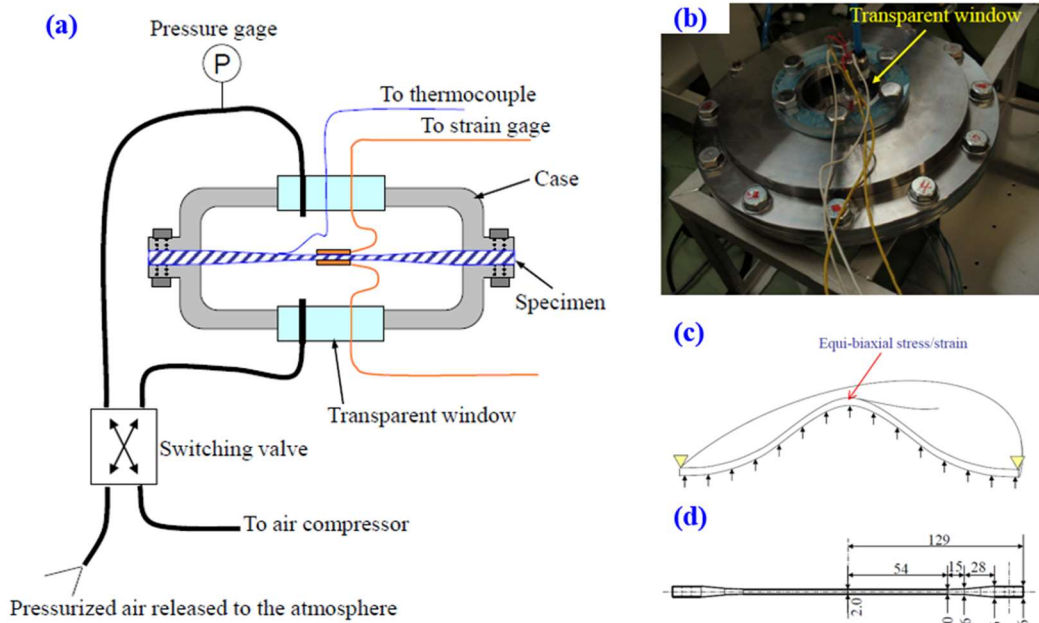 (a)
Pressure gage
P
To thermocouple
To strain gage
Case
Specimen
Transparent window
Switching valve
To air compressor
Pressurized air released to the atmosphere
(b)
Transparent window
4
(c)
Equi-biaxial stress/strain
(d)
129
54
15
28
2.0